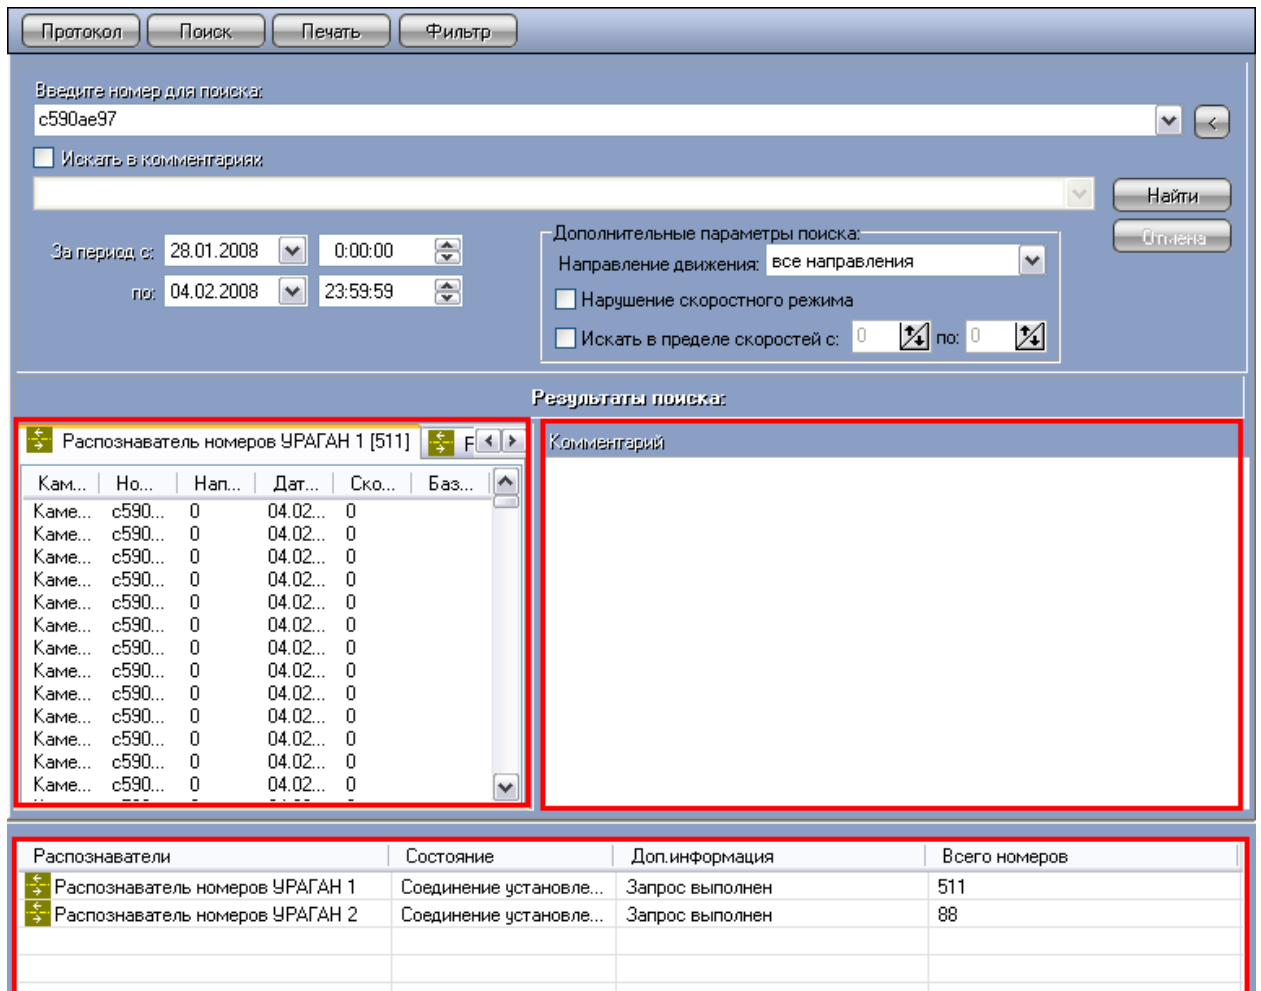 Протокол Поиск Печать Фильтр
Введите номер для поиска:
c590ae97
<
Искать в комментариях
Найти
Отмена
За период с: 28.01.2008 0:00:00
по: 04.02.2008 23:59:59
Дополнительные параметры поиска:
Направление движения: все направления
Нарушение скоростного режима
Искать в пределе скоростей с: 0 по: 0
Результаты поиска:
Распознаватель номеров УРАГАН 1 [511]
Комментарий
Кам... Но... Нап... Дат... Ско... Баз...
Каме... c590... 0 04.02... 0
Каме... c590... 0 04.02... 0
Каме... c590... 0 04.02... 0
Каме... c590... 0 04.02... 0
Каме... c590... 0 04.02... 0
Каме... c590... 0 04.02... 0
Каме... c590... 0 04.02... 0
Каме... c590... 0 04.02... 0
Каме... c590... 0 04.02... 0
Каме... c590... 0 04.02... 0
Каме... c590... 0 04.02... 0
Каме... c590... 0 04.02... 0
Каме... c590... 0 04.02... 0
Распознаватели Состояние Доп.информация Всего номеров
Распознаватель номеров УРАГАН 1 Соединение установле... Запрос выполнен 511
Распознаватель номеров УРАГАН 2 Соединение установле... Запрос выполнен 88